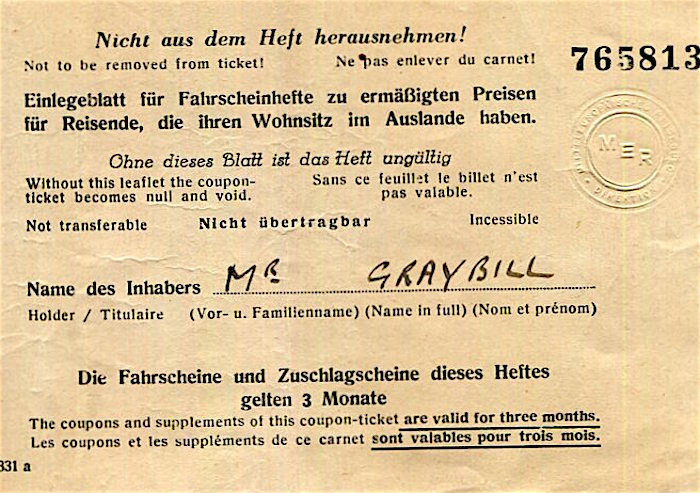 Nicht aus dem Heft herausnehmen!
Not to be removed from ticket! Ne pas enlever du carnet!
765813
Einlegeblatt für Fahrscheinhefte zu ermäßigten Preisen
für Reisende, die ihren Wohnsitz im Auslande haben.
Ohne dieses Blatt ist das Heft ungültig
Without this leaflet the coupon-
ticket becomes null and void.
Sans ce feuillet le billet n'est
pas valable.
MER
Not transferable Nicht übertragbar Incessible
Name des Inhabers MR GRAYBILL
Holder / Titulaire (Vor- u. Familienname) (Name in full) (Nom et prénom)
Die Fahrscheine und Zuschlagscheine dieses Heftes
gelten 3 Monate
The coupons and supplements of this coupon-ticket are valid for three months.
Les coupons et les suppléments de ce carnet sont valables pour trois mois.
831 a